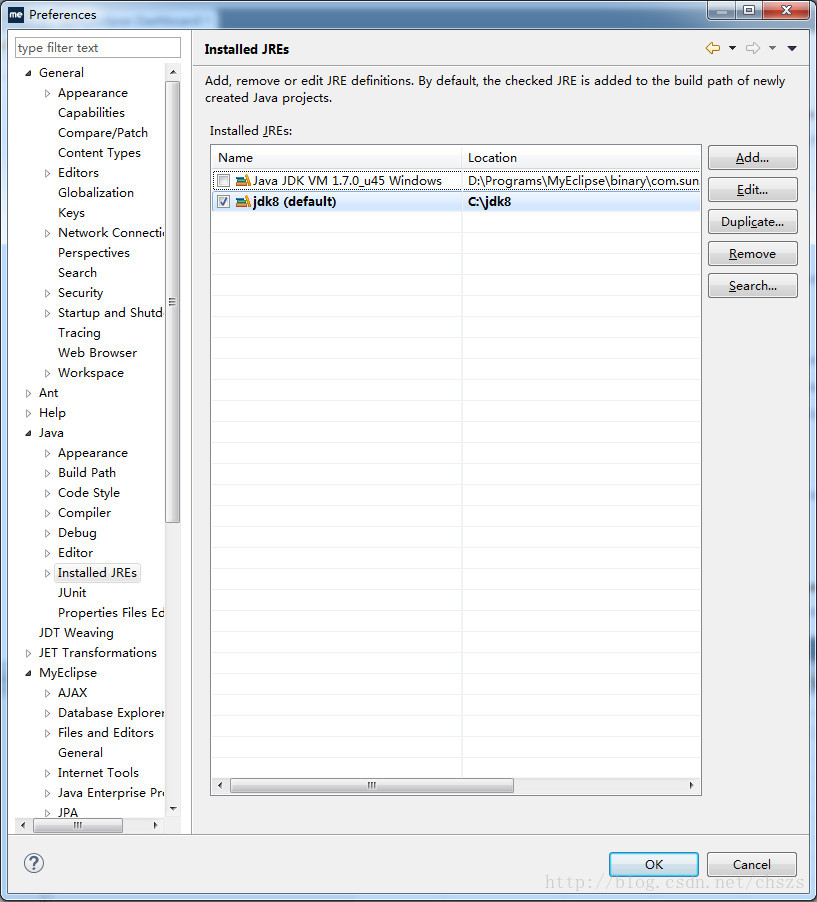 me Preferences
type filter text
General
Appearance
Capabilities
Compare/Patch
Content Types
Editors
Globalization
Keys
Network Connectio
Perspectives
Search
Security
Startup and Shutd
Tracing
Web Browser
Workspace
Ant
Help
Java
Appearance
Build Path
Code Style
Compiler
Debug
Editor
Installed JREs
JUnit
Properties Files Ed
JDT Weaving
JET Transformations
MyEclipse
AJAX
Database Explorer
Files and Editors
General
Internet Tools
Java Enterprise Pro
JPA
Installed JREs
Add, remove or edit JRE definitions. By default, the checked JRE is added to the build path of newly
created Java projects.
Installed JREs:
Name Location
Java JDK VM 1.7.0_u45 Windows D:\Programs\MyEclipse\binary\com.sun.
jdk8 (default) C:\jdk8
Add...
Edit...
Duplicate...
Remove
Search...
?
OK Cancel
http://blog.csdn.net/chszs